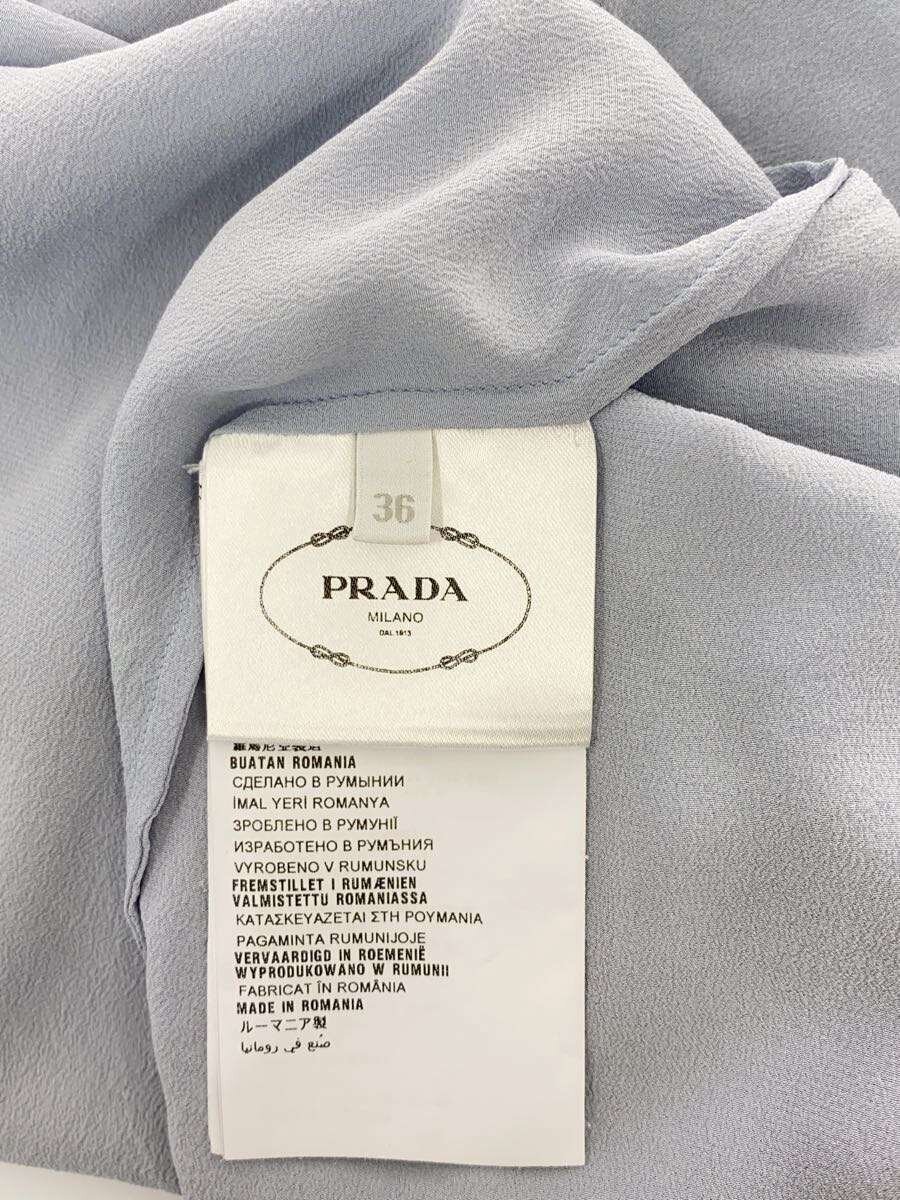 36
PRADA
MILANO
DAL 1913
BUATAN ROMANIA
СДЕЛАНО В РУМЫНИИ
İMAL YERİ ROMANYA
ЗРОБЛЕНО В РУМУНІЇ
ИЗРАБОТЕНО В РУМЪНИЯ
VYROBENO V RUMUNSKU
FREMSTILLET I RUMÆNIEN
VALMISTETTU ROMANIASSA
ΚΑΤΑΣΚΕΥΑΖΕΤΑΙ ΣΤΗ ΡΟΥΜΑΝΙΑ
PAGAMINTA RUMUNIJOJE
VERVAARDIGD IN ROEMENIË
WYPRODUKOWANO W RUMUNII
FABRICAT ÎN ROMÂNIA
MADE IN ROMANIA
ルーマニア製
صُنع في رومانيا